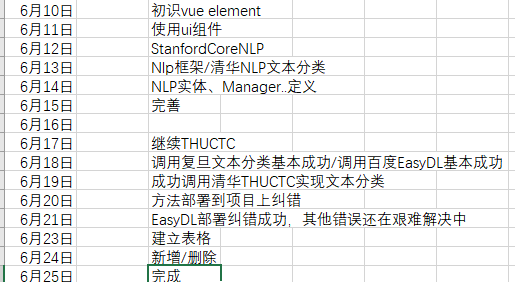 6月10日 初识vue element
6月11日 使用ui组件
6月12日 StanfordCoreNLP
6月13日 Nlp框架/清华NLP文本分类
6月14日 NLP实体、Manager..定义
6月15日 完善
6月16日
6月17日 继续THUCTC
6月18日 调用复旦文本分类基本成功/调用百度EasyDL基本成功
6月19日 成功调用清华THUCTC实现文本分类
6月20日 方法部署到项目上纠错
6月21日 EasyDL部署纠错成功，其他错误还在艰难解决中
6月23日 建立表格
6月24日 新增/删除
6月25日 完成